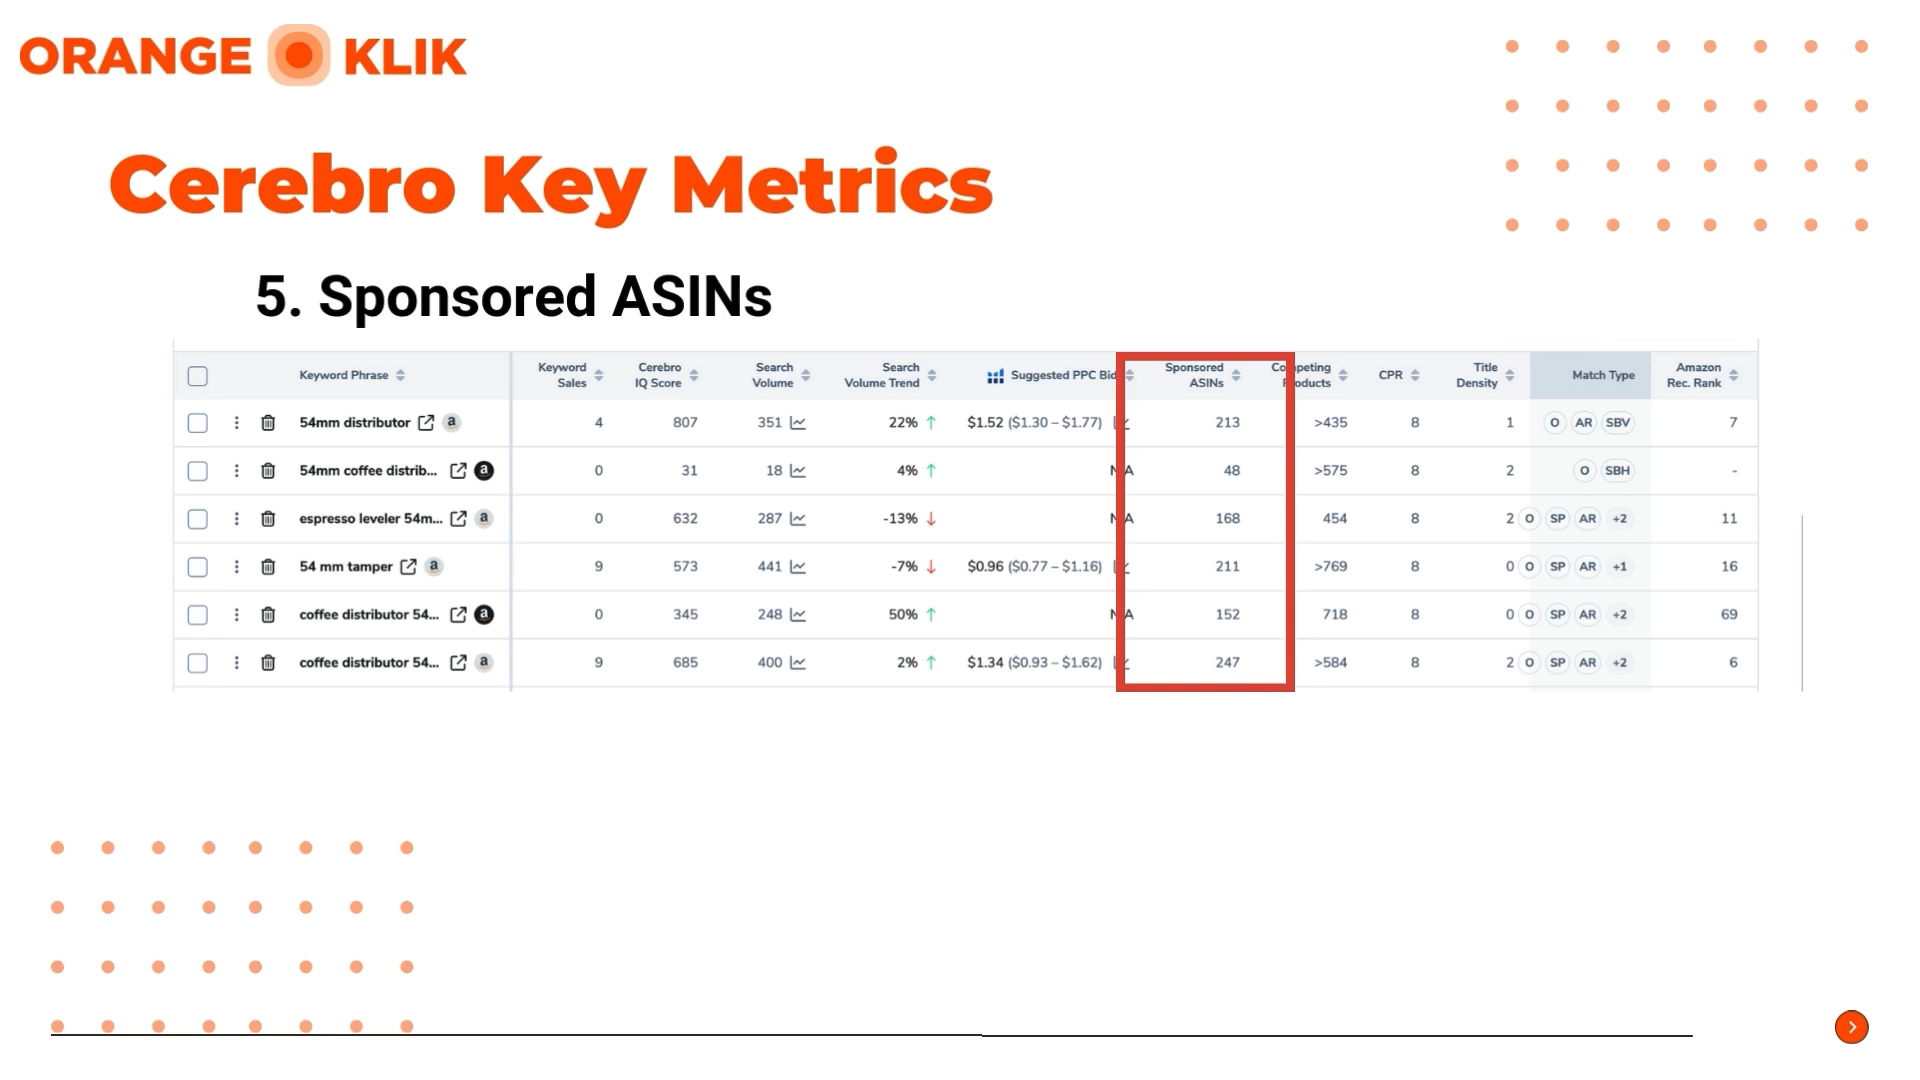 ORANGE KLIK
Cerebro Key Metrics
5. Sponsored ASINs
Keyword Phrase Keyword Sales Cerebro IQ Score Search Volume Search Volume Trend Suggested PPC Bid Sponsored ASINs Competing Products CPR Title Density Match Type Amazon Rec. Rank
54mm distributor a 4 807 351 22% $1.52 ($1.30 – $1.77) 213 >435 8 1 O AR SBV 7
54mm coffee distrib... a 0 31 18 4% N/A 48 >575 8 2 O SBH -
espresso leveler 54m... a 0 632 287 -13% N/A 168 454 8 2 O SP AR +2 11
54 mm tamper a 9 573 441 -7% $0.96 ($0.77 – $1.16) 211 >769 8 0 O SP AR +1 16
coffee distributor 54... a 0 345 248 50% N/A 152 718 8 0 O SP AR +2 69
coffee distributor 54... a 9 685 400 2% $1.34 ($0.93 – $1.62) 247 >584 8 2 O SP AR +2 6